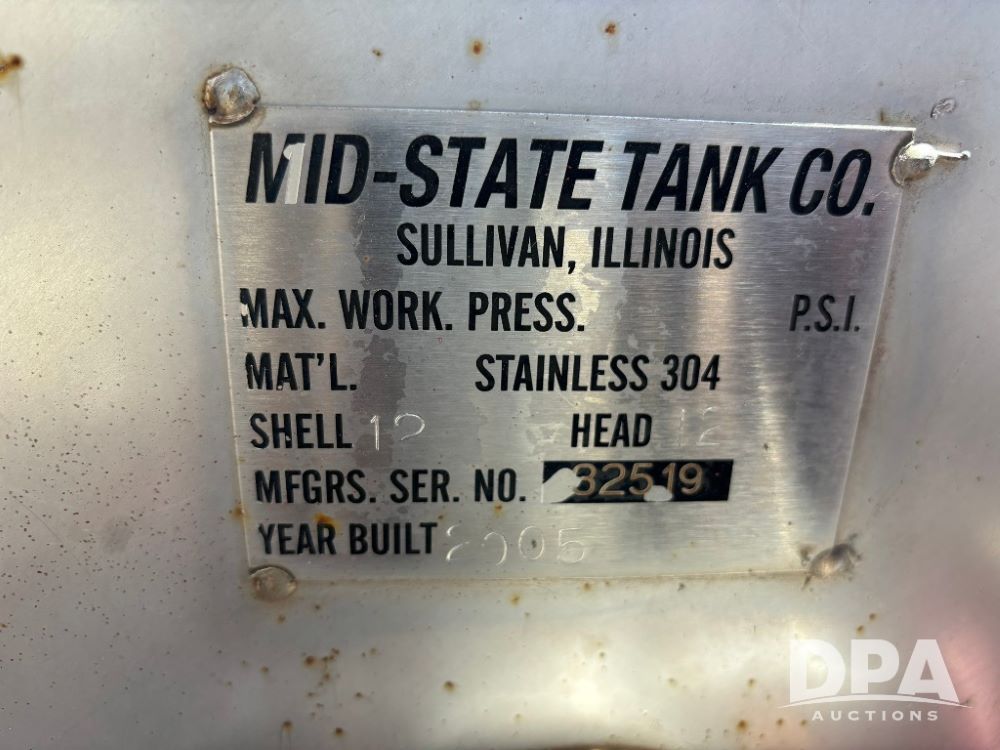 MID-STATE TANK CO.
SULLIVAN, ILLINOIS
MAX. WORK. PRESS. P.S.I.
MAT'L. STAINLESS 304
SHELL 12 HEAD 12
MFGRS. SER. NO. 32519
YEAR BUILT 2005
DPA
AUCTIONS